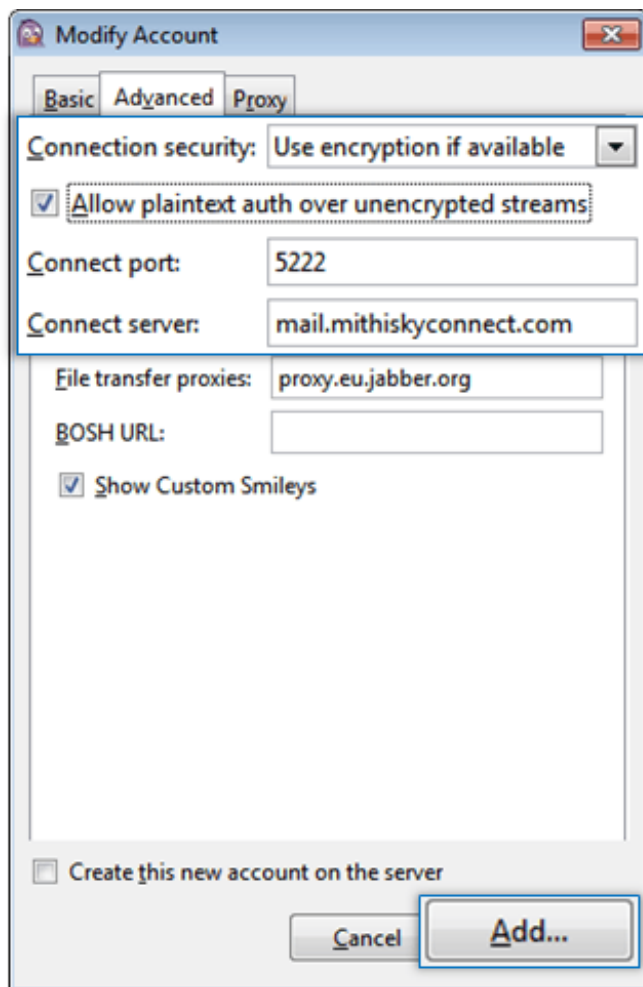 Modify Account
Basic Advanced Proxy
Connection security: Use encryption if available
Allow plaintext auth over unencrypted streams
Connect port: 5222
Connect server: mail.mithiskyconnect.com
File transfer proxies: proxy.eu.jabber.org
BOSH URL:
Show Custom Smileys
Create this new account on the server
Cancel Add...